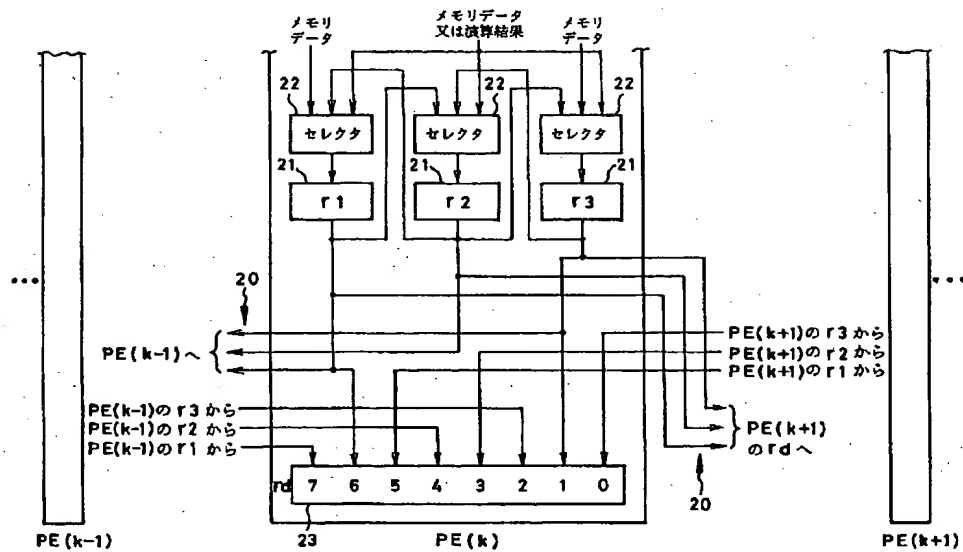 メモリ
データ
メモリデータ
又は演算結果
メモリ
データ
22
22
22
セレクタ
セレクタ
セレクタ
21
21
21
r1
r2
r3
...
...
20
PE(k+1)のr3から
PE(k-1)へ
PE(k+1)のr2から
PE(k+1)のr1から
PE(k-1)のr3から
PE(k-1)のr2から
PE(k+1)
PE(k-1)のr1から
のrdへ
rd 7 6 5 4 3 2 1 0
20
PE(k-1)
23
PE(k)
PE(k+1)